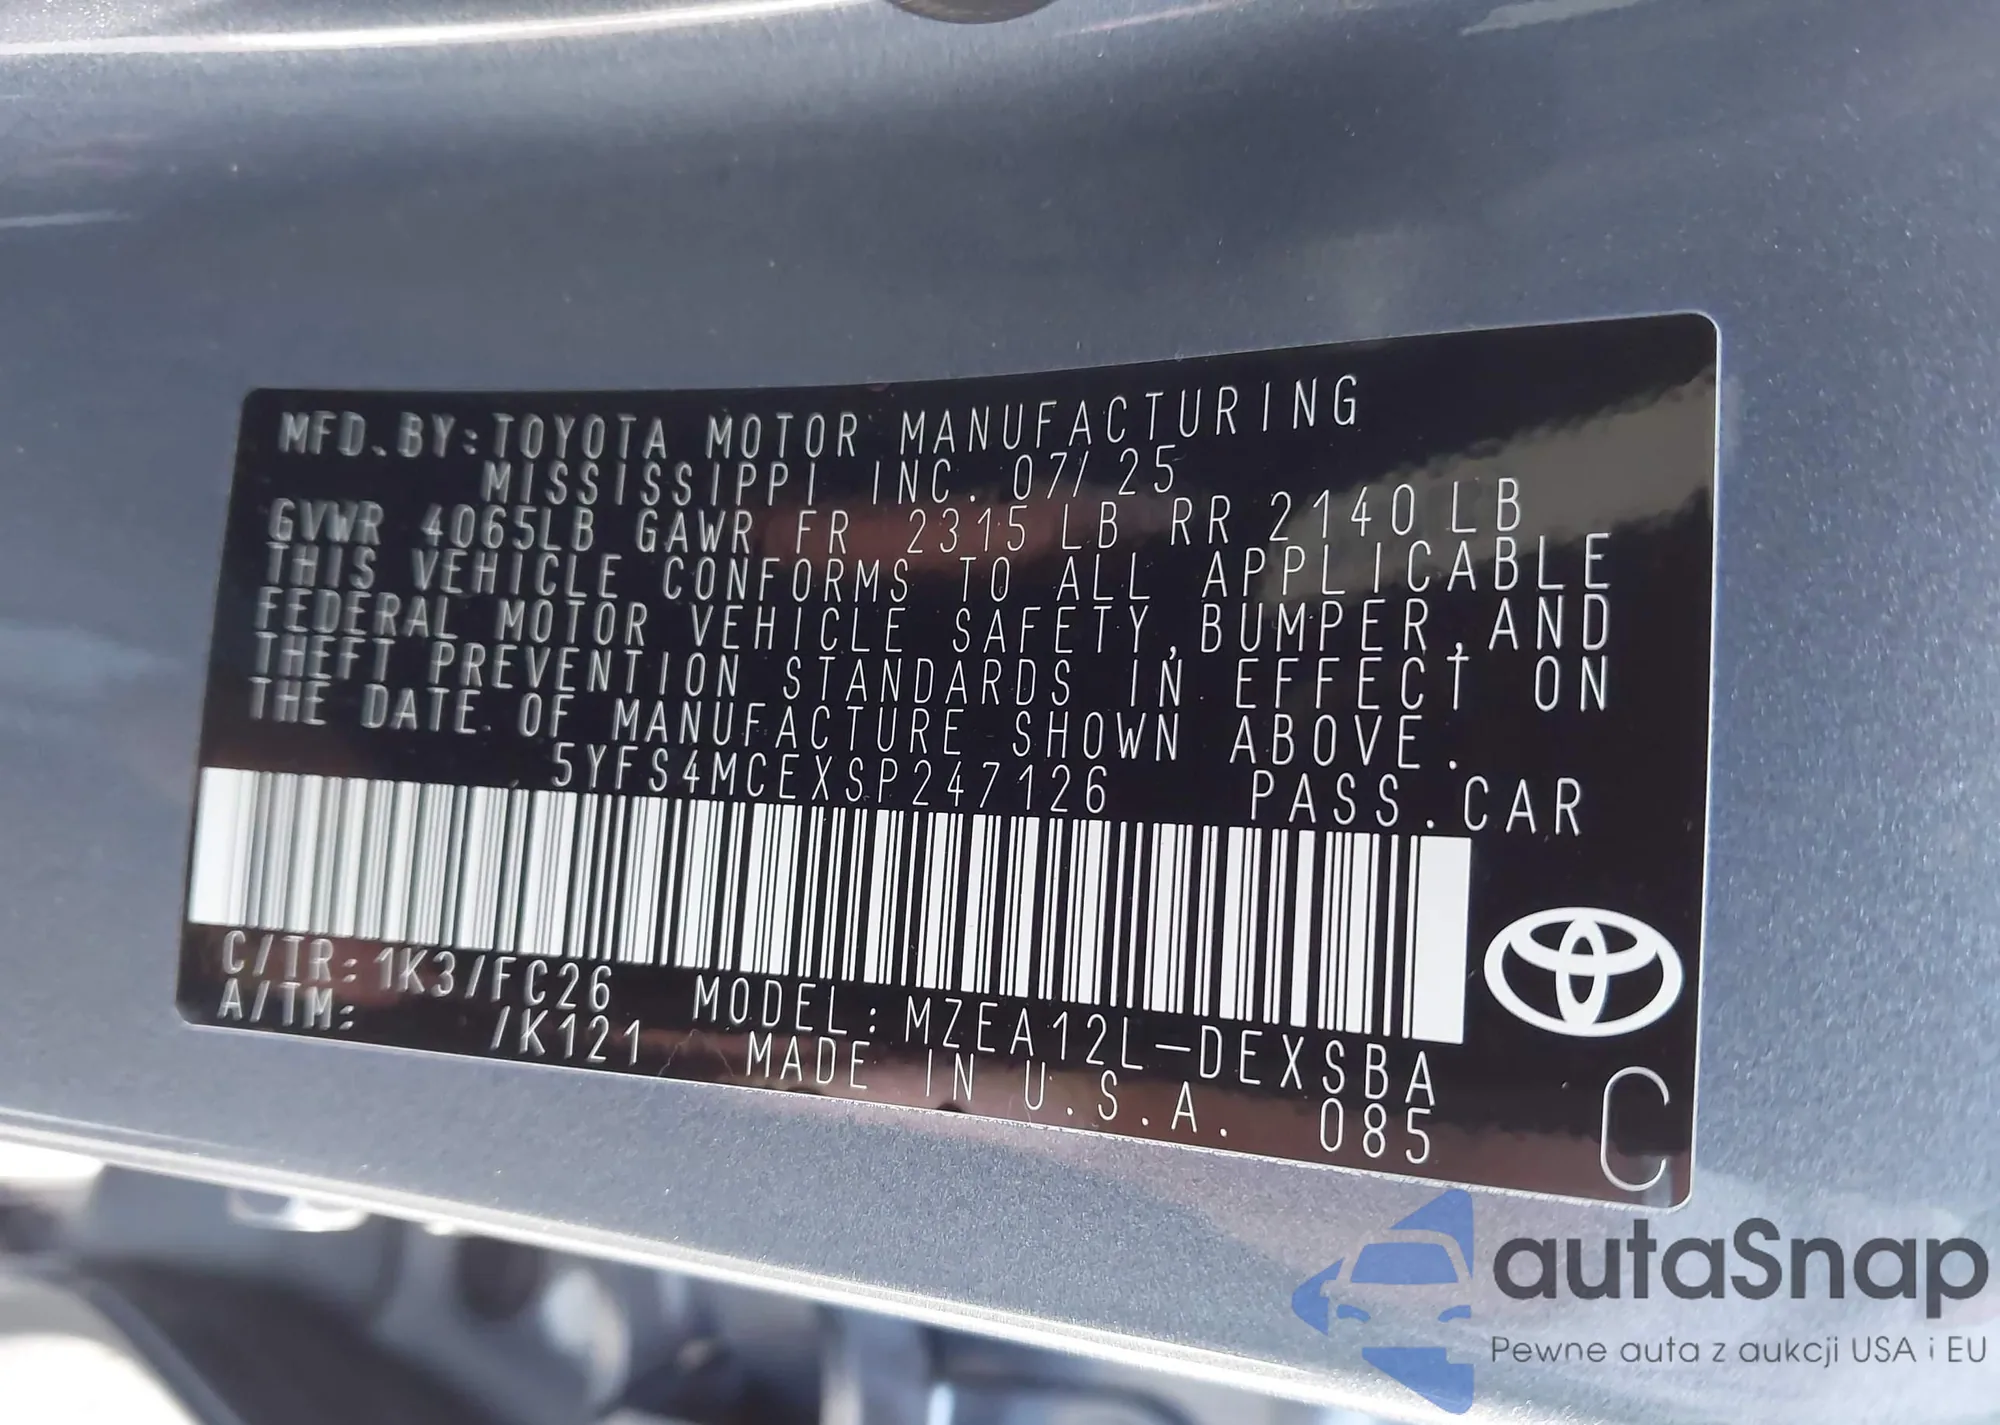 MFD.BY:TOYOTA MOTOR MANUFACTURING
MISSISSIPPI INC. 07/25
GVWR 4065LB GAWR FR 2315LB RR 2140LB
THIS VEHICLE CONFORMS TO ALL APPLICABLE
FEDERAL MOTOR VEHICLE SAFETY,BUMPER,AND
THEFT PREVENTION STANDARDS IN EFFECT ON
THE DATE OF MANUFACTURE SHOWN ABOVE.
5YFS4MCEXSP247126 PASS.CAR
C/TR:1K3/FC26 MODEL:MZEA12L-DEXSBA
A/TM: /K121 MADE IN U.S.A. 085
C
autaSnap
Pewne auta z aukcji USA i EU